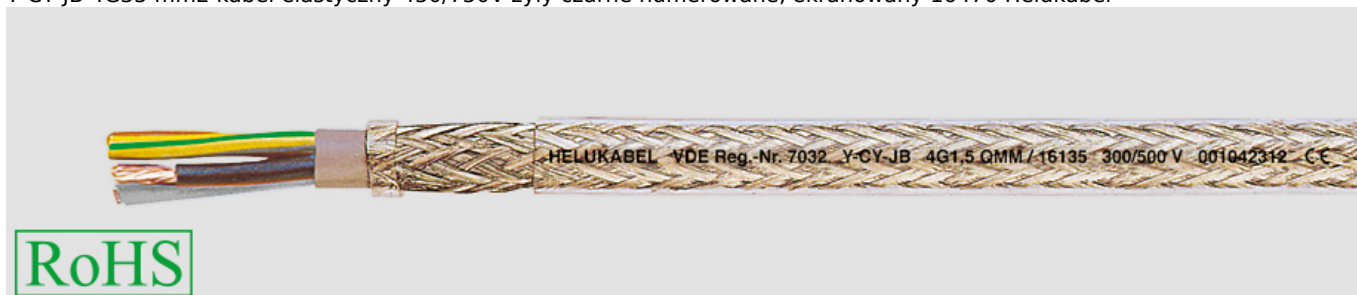 HELUKABEL VDE Reg.-Nr. 7032 Y-CY-JB 4G1,5 QMM / 16135 300/500 V 001042312 CE
RoHS